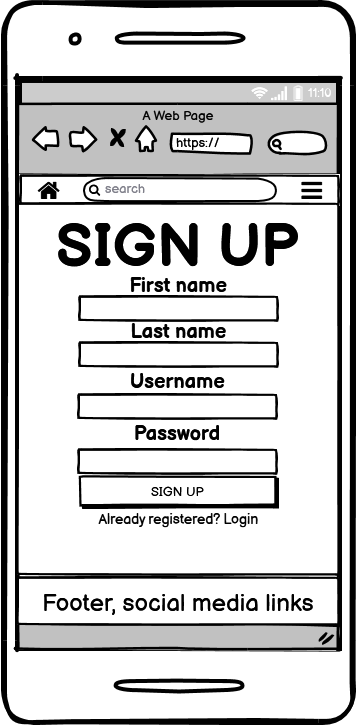 11:10
A Web Page
https://
search
SIGN UP
First name
Last name
Username
Password
SIGN UP
Already registered? Login
Footer, social media links